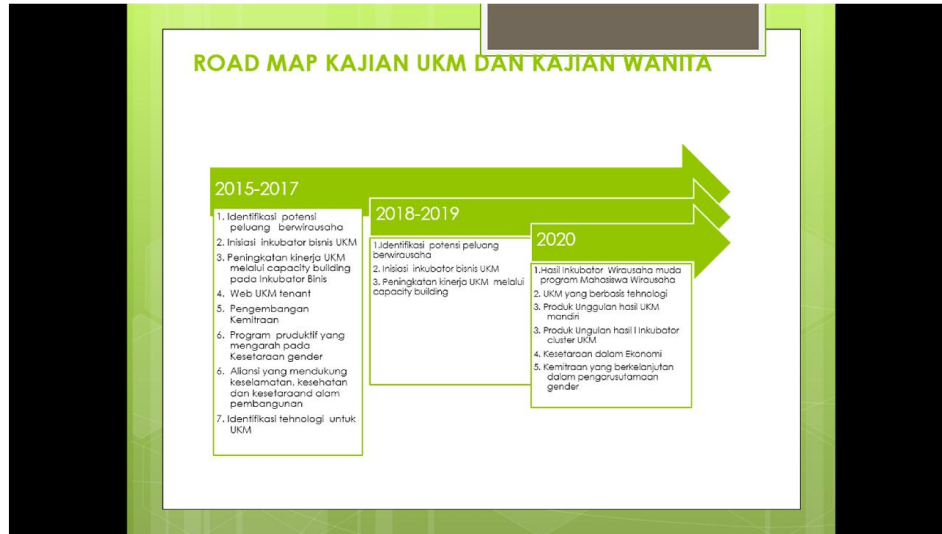 ROAD MAP KAJIAN UKM DAN KAJIAN WANITA
2015-2017
1. Identifikasi potensi
peluang berwirausaha
2. Inisiasi inkubator bisnis UKM
3. Peningkatan kinerja UKM
melalui capacity building
pada Inkubator Binis
4. Web UKM tenant
5. Pengembangan
Kemitraan
6. Program pruduktif yang
mengarah pada
Kesetaraan gender
6. Aliansi yang mendukung
keselamatan, kesehatan
dan kesetaraand alam
pembangunan
7. Identifikasi tehnologi untuk
UKM
2018-2019
1.Identifikasi potensi peluang
berwirausaha
2. Inisiasi inkubator bisnis UKM
3. Peningkatan kinerja UKM melalui
capacity building
2020
1.Hasil Inkubator Wirausaha muda
program Mahasiswa Wirausaha
2. UKM yang berbasis tehnologi
3. Produk Unggulan hasil UKM
mandiri
3. Produk Ungulan hasil l Inkubator
cluster UKM
4. Kesetaraan dalam Ekonomi
5. Kemitraan yang berkelanjutan
dalam pengarusutamaan
gender